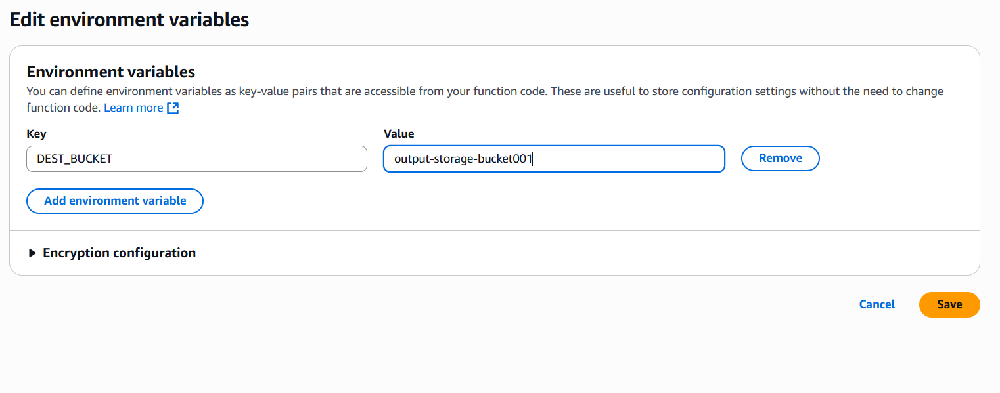 Edit environment variables
Environment variables
You can define environment variables as key-value pairs that are accessible from your function code. These are useful to store configuration settings without the need to change
function code. Learn more
Key
Value
DEST_BUCKET
output-storage-bucket001
Remove
Add environment variable
Encryption configuration
Cancel
Save